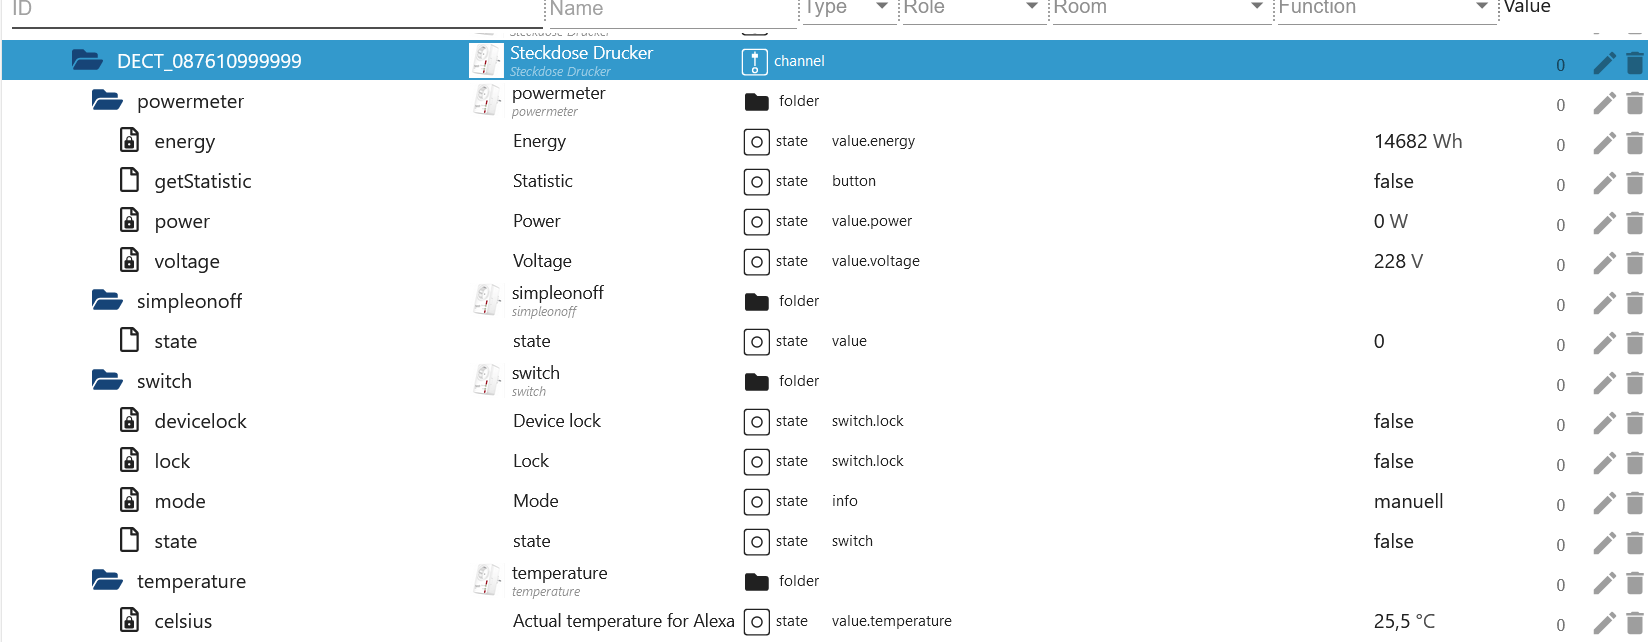 ID Name Type Role Room Function Value
Steckdose Drucker
DECT_087610999999 Steckdose Drucker channel 0
Steckdose Drucker
powermeter powermeter folder 0
powermeter
energy Energy state value.energy 14682 Wh 0
getStatistic Statistic state button false 0
power Power state value.power 0 W 0
voltage Voltage state value.voltage 228 V 0
simpleonoff simpleonoff folder 0
simpleonoff
state state state value 0 0
switch switch folder 0
switch
devicelock Device lock state switch.lock false 0
lock Lock state switch.lock false 0
mode Mode state info manuell 0
state state state switch false 0
temperature temperature folder 0
temperature
celsius Actual temperature for Alexa state value.temperature 25,5 °C 0